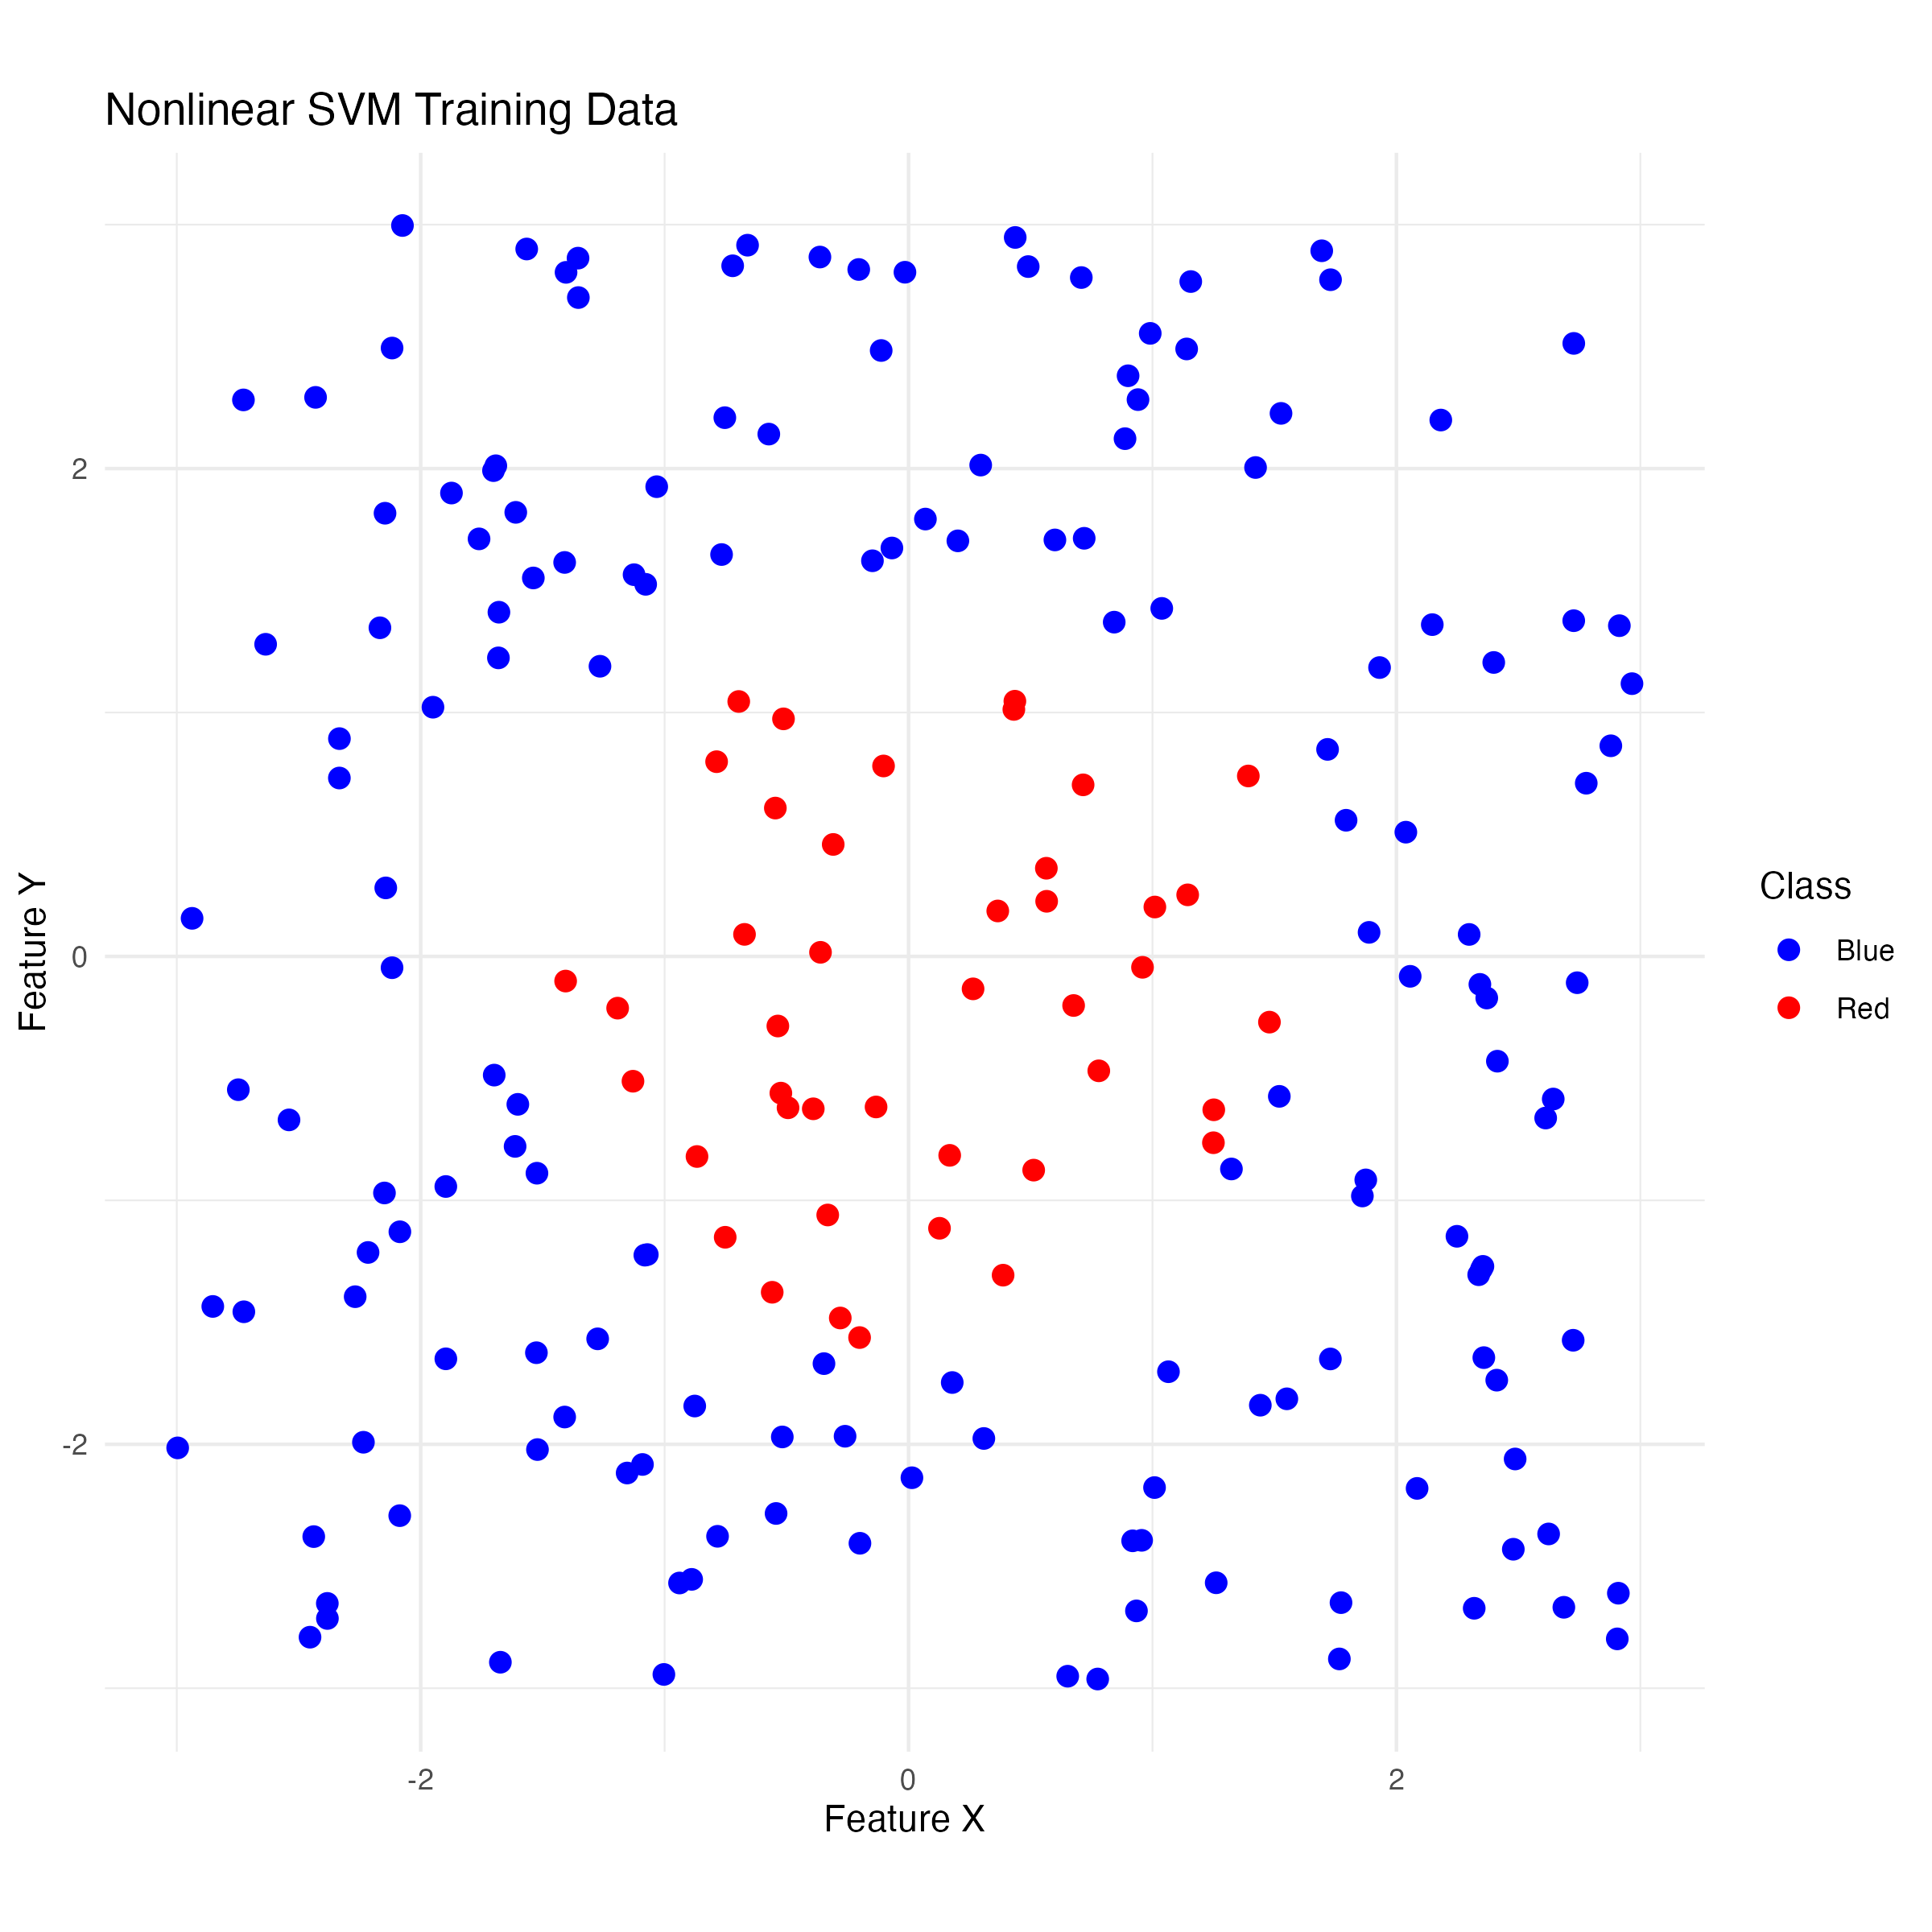 Nonlinear SVM Training Data
Feature Y
2
0
-2
-2
0
2
Feature X
Class
Blue
Red